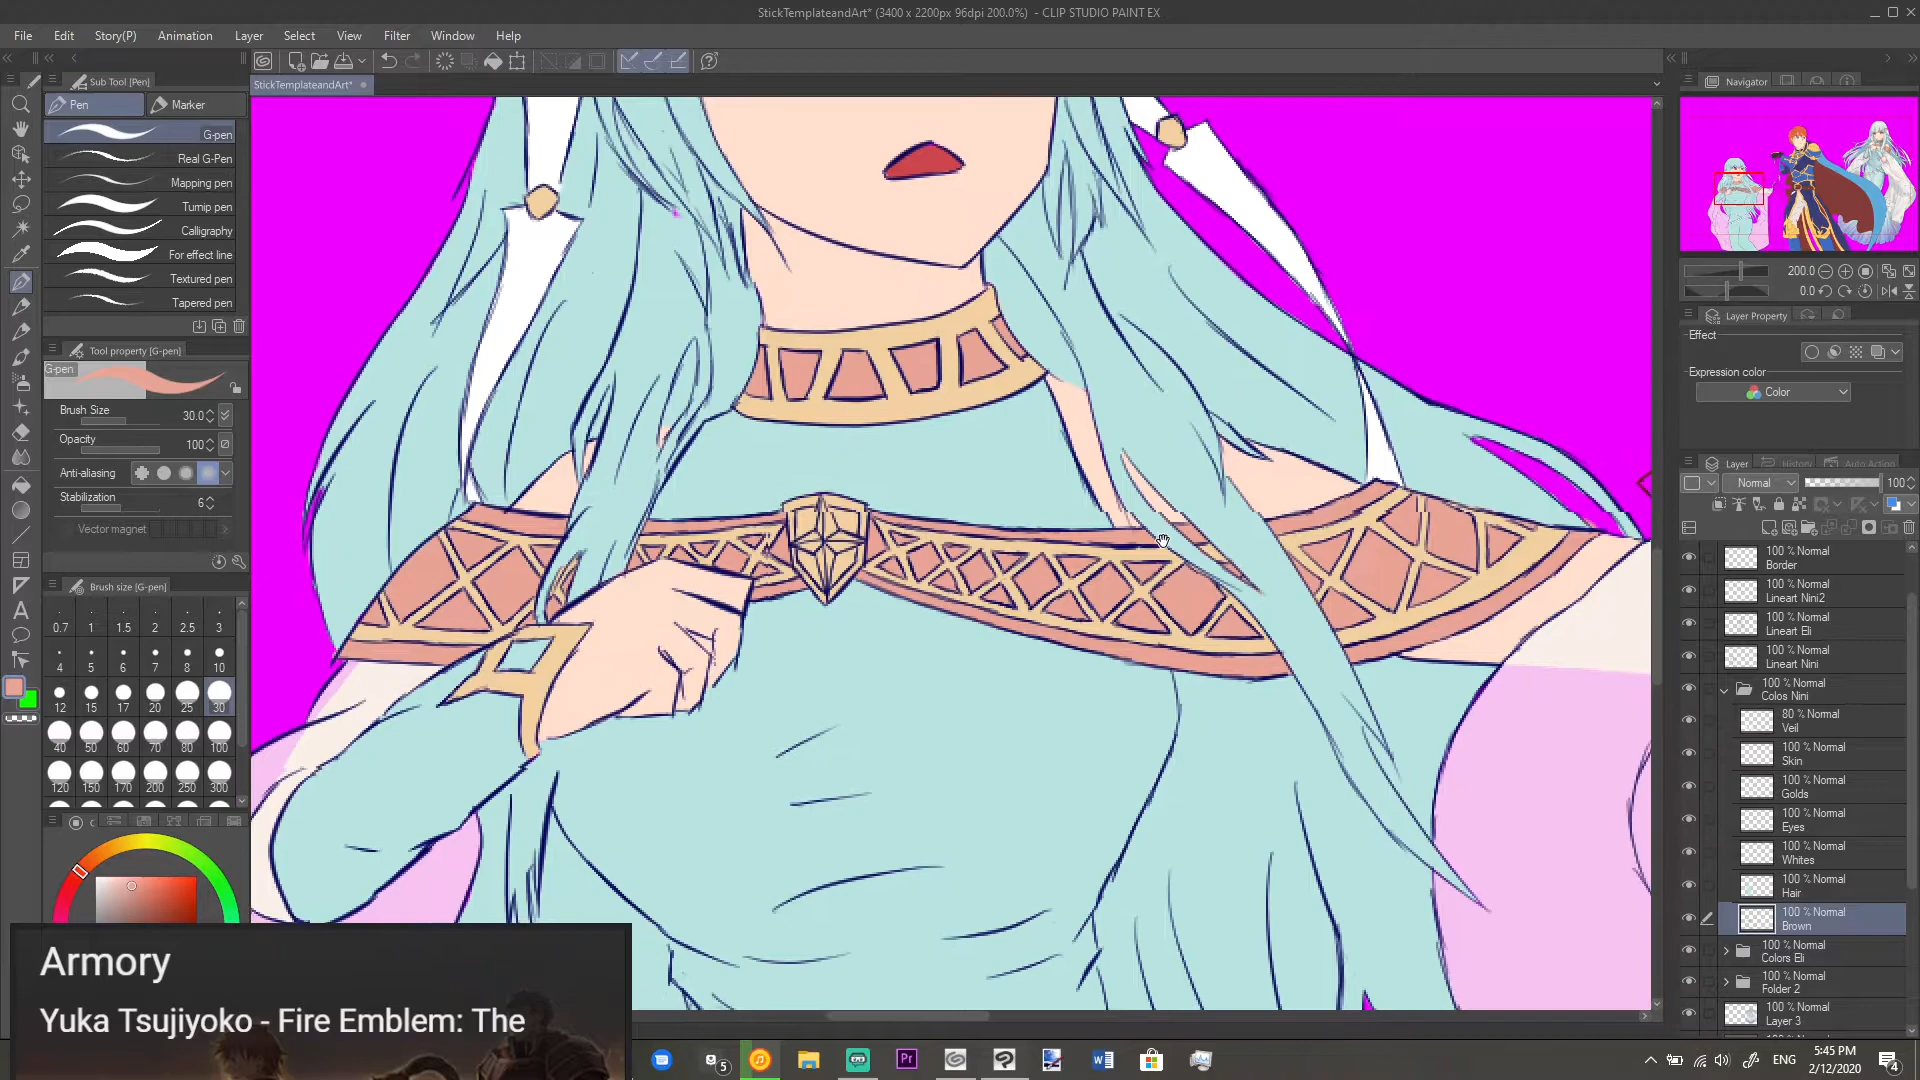 StickTemplateandArt* (3400 x 2200px 96dpi 200.0%) - CLIP STUDIO PAINT EX
File Edit Story(P) Animation Layer Select View Filter Window Help
Sub Tool [Pen]
StickTemplateandArt*
Navigator
Pen Marker
G-pen
Real G-Pen
Mapping pen
Turnip pen
Calligraphy
For effect line
Textured pen
Tapered pen
Tool property [G-pen]
G-pen
Brush Size 30.0
Opacity 100
Anti-aliasing
Stabilization 6
Vector magnet
Brush size [G-pen]
0.7 1 1.5 2 2.5 3
4 5 6 7 8 10
12 15 17 20 25 30
40 50 60 70 80 100
120 150 170 200 250 300
200.0
0.0
Layer Property
Effect
Expression color
Color
Layer History Auto Action
Normal 100
100 % Normal
Border
100 % Normal
Lineart Nini2
100 % Normal
Lineart Eli
100 % Normal
Lineart Nini
100 % Normal
Colos Nini
80 % Normal
Veil
100 % Normal
Skin
100 % Normal
Golds
100 % Normal
Eyes
100 % Normal
Whites
100 % Normal
Hair
100 % Normal
Brown
100 % Normal
Colors Eli
100 % Normal
Folder 2
100 % Normal
Layer 3
Armory
Yuka Tsujiyoko - Fire Emblem: The
5
Pr
ENG
5:45 PM
2/12/2020
4